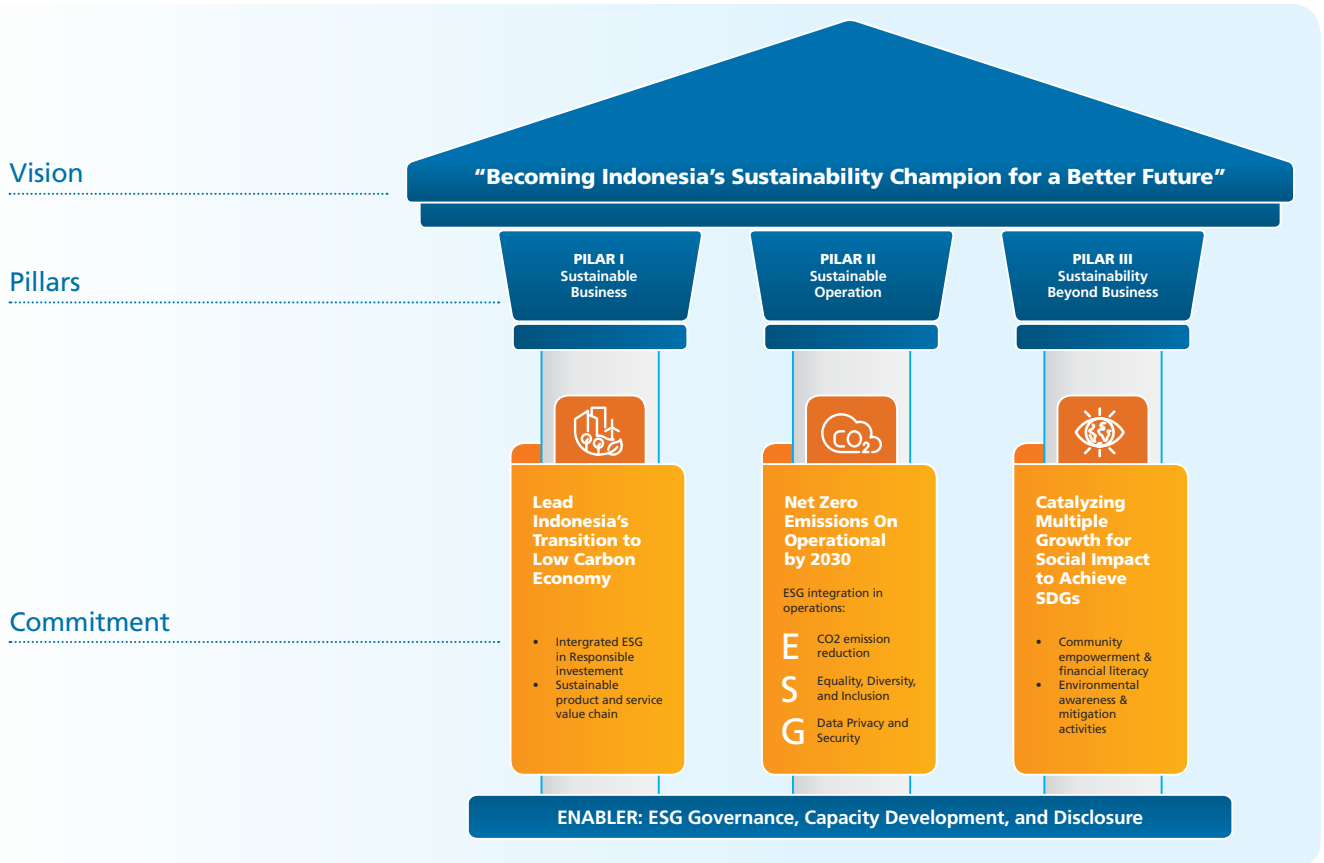 Vision
“Becoming Indonesia’s Sustainability Champion for a Better Future”
Pillars
PILAR I
Sustainable
Business
PILAR II
Sustainable
Operation
PILAR III
Sustainability
Beyond Business
Commitment
Lead
Indonesia’s
Transition to
Low Carbon
Economy
• Intergrated ESG
in Responsible
investement
• Sustainable
product and service
value chain
CO2
Net Zero
Emissions On
Operational
by 2030
ESG integration in
operations:
E CO2 emission
reduction
S Equality, Diversity,
and Inclusion
G Data Privacy and
Security
Catalyzing
Multiple
Growth for
Social Impact
to Achieve
SDGs
• Community
empowerment &
financial literacy
• Environmental
awareness &
mitigation
activities
ENABLER: ESG Governance, Capacity Development, and Disclosure